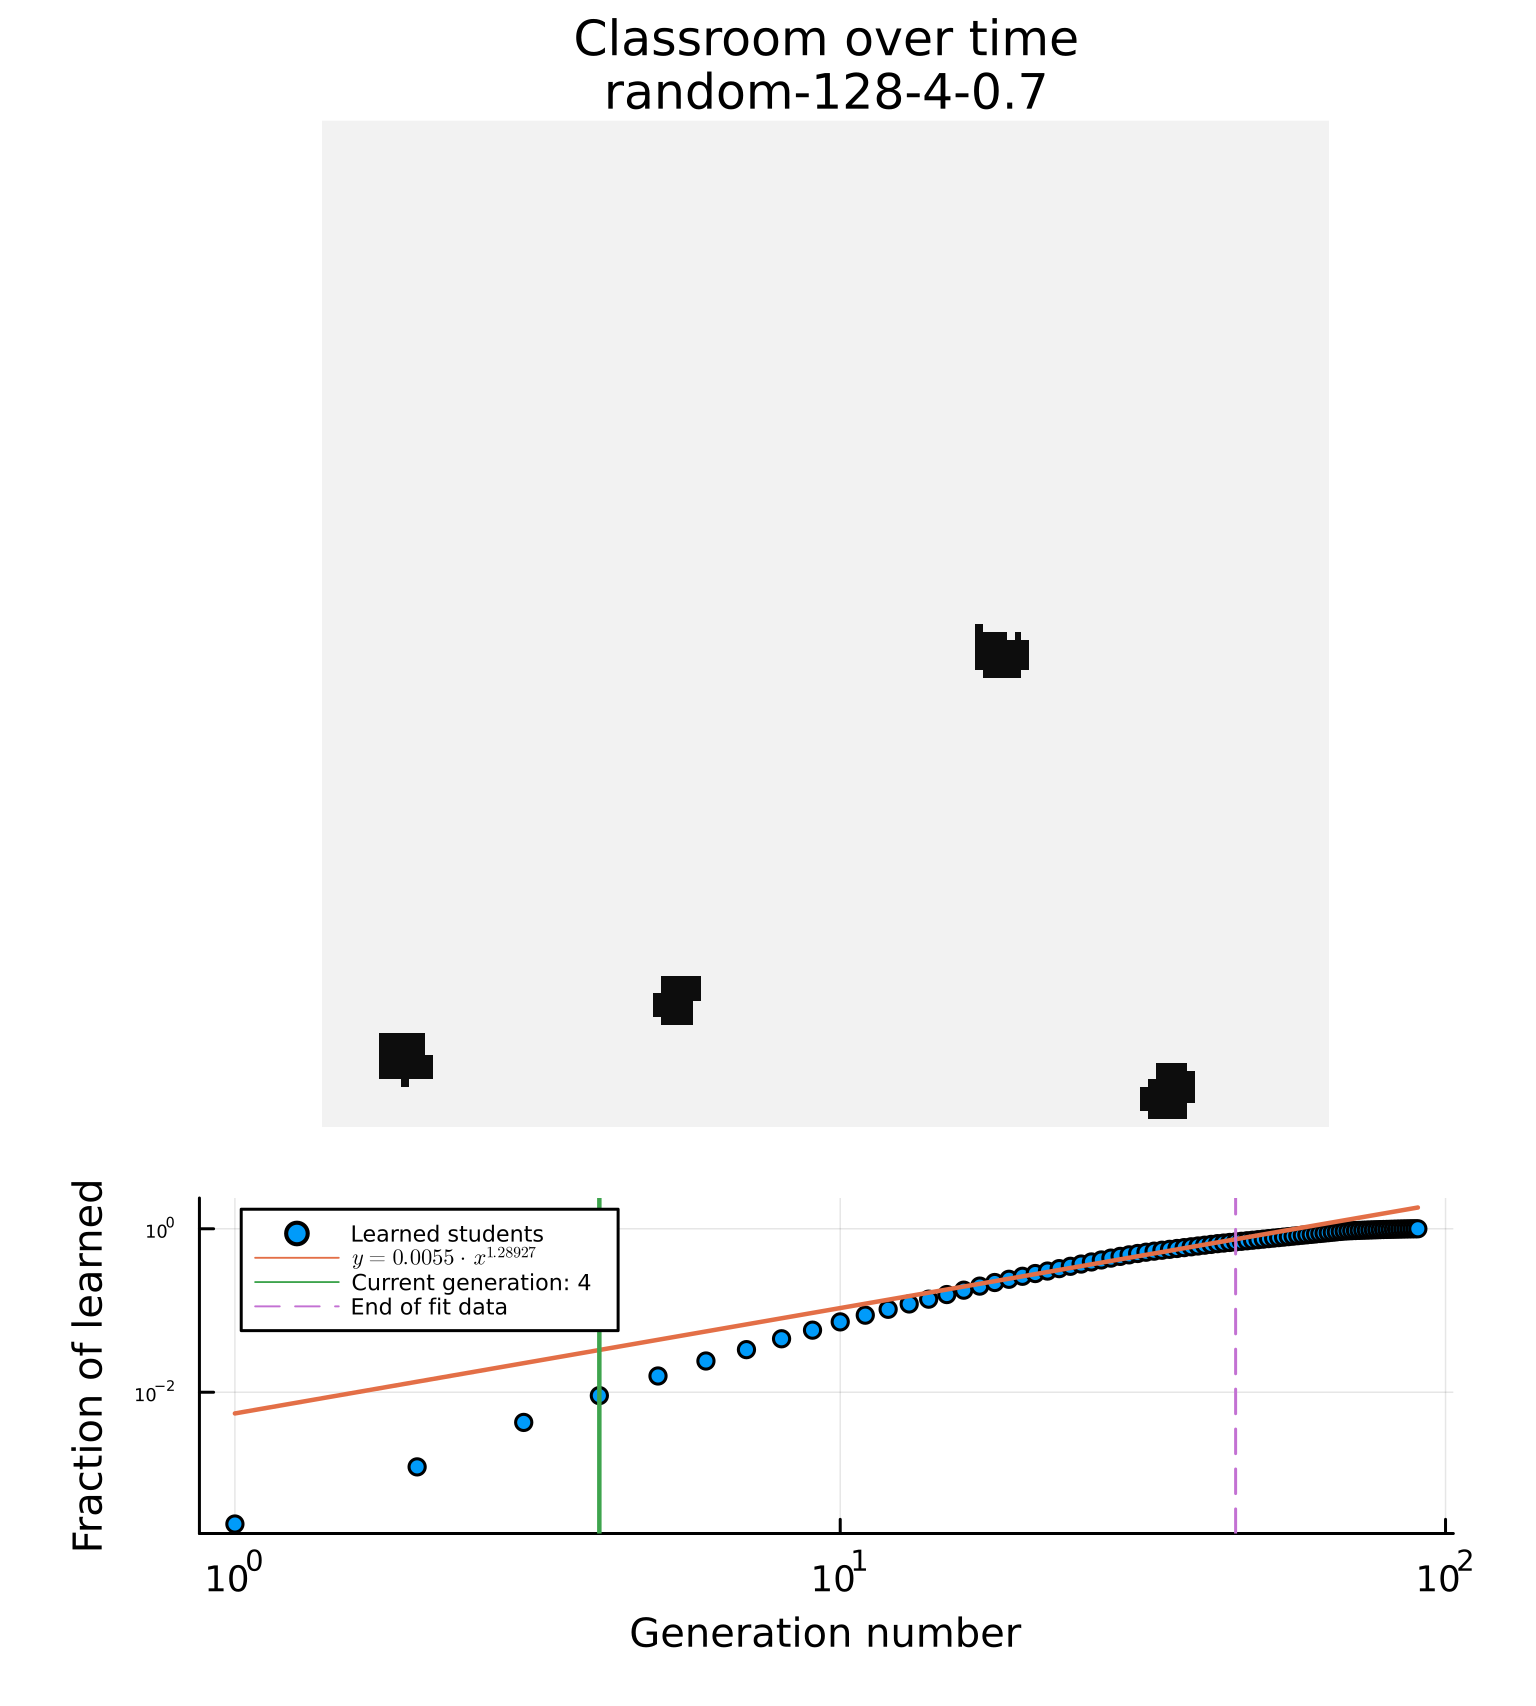 Classroom over time
random-128-4-0.7
Fraction of learned
10⁰
10⁻²
Learned students
y = 0.0055 · x¹·²⁸⁹²⁷
Current generation: 4
End of fit data
10⁰ 10¹ 10²
Generation number